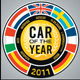 CAR
OF THE
YEAR
2011